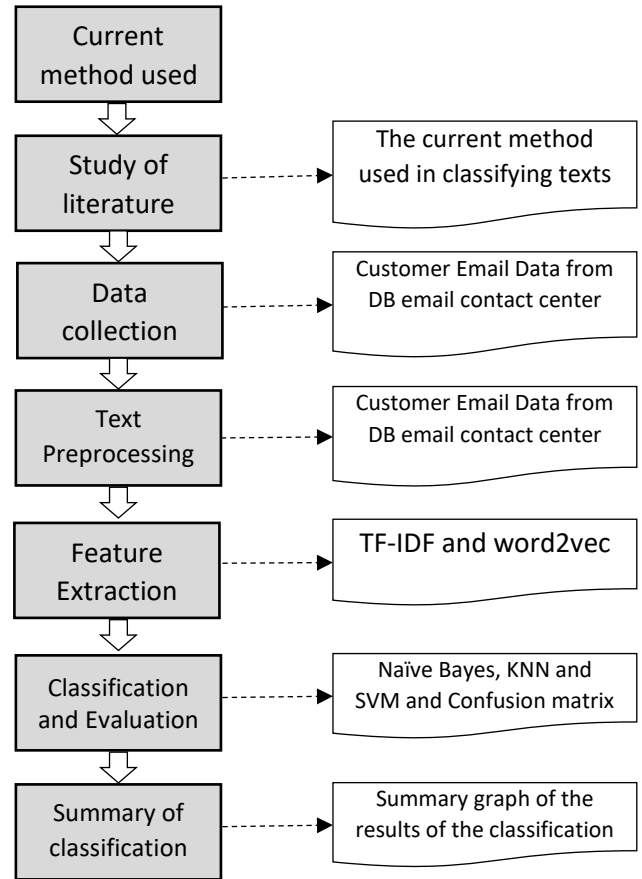 Current
method used
Study of
literature
The current method
used in classifying texts
Data
collection
Customer Email Data from
DB email contact center
Text
Preprocessing
Customer Email Data from
DB email contact center
Feature
Extraction
TF-IDF and word2vec
Classification
and Evaluation
Naïve Bayes, KNN and
SVM and Confusion matrix
Summary of
classification
Summary graph of the
results of the classification